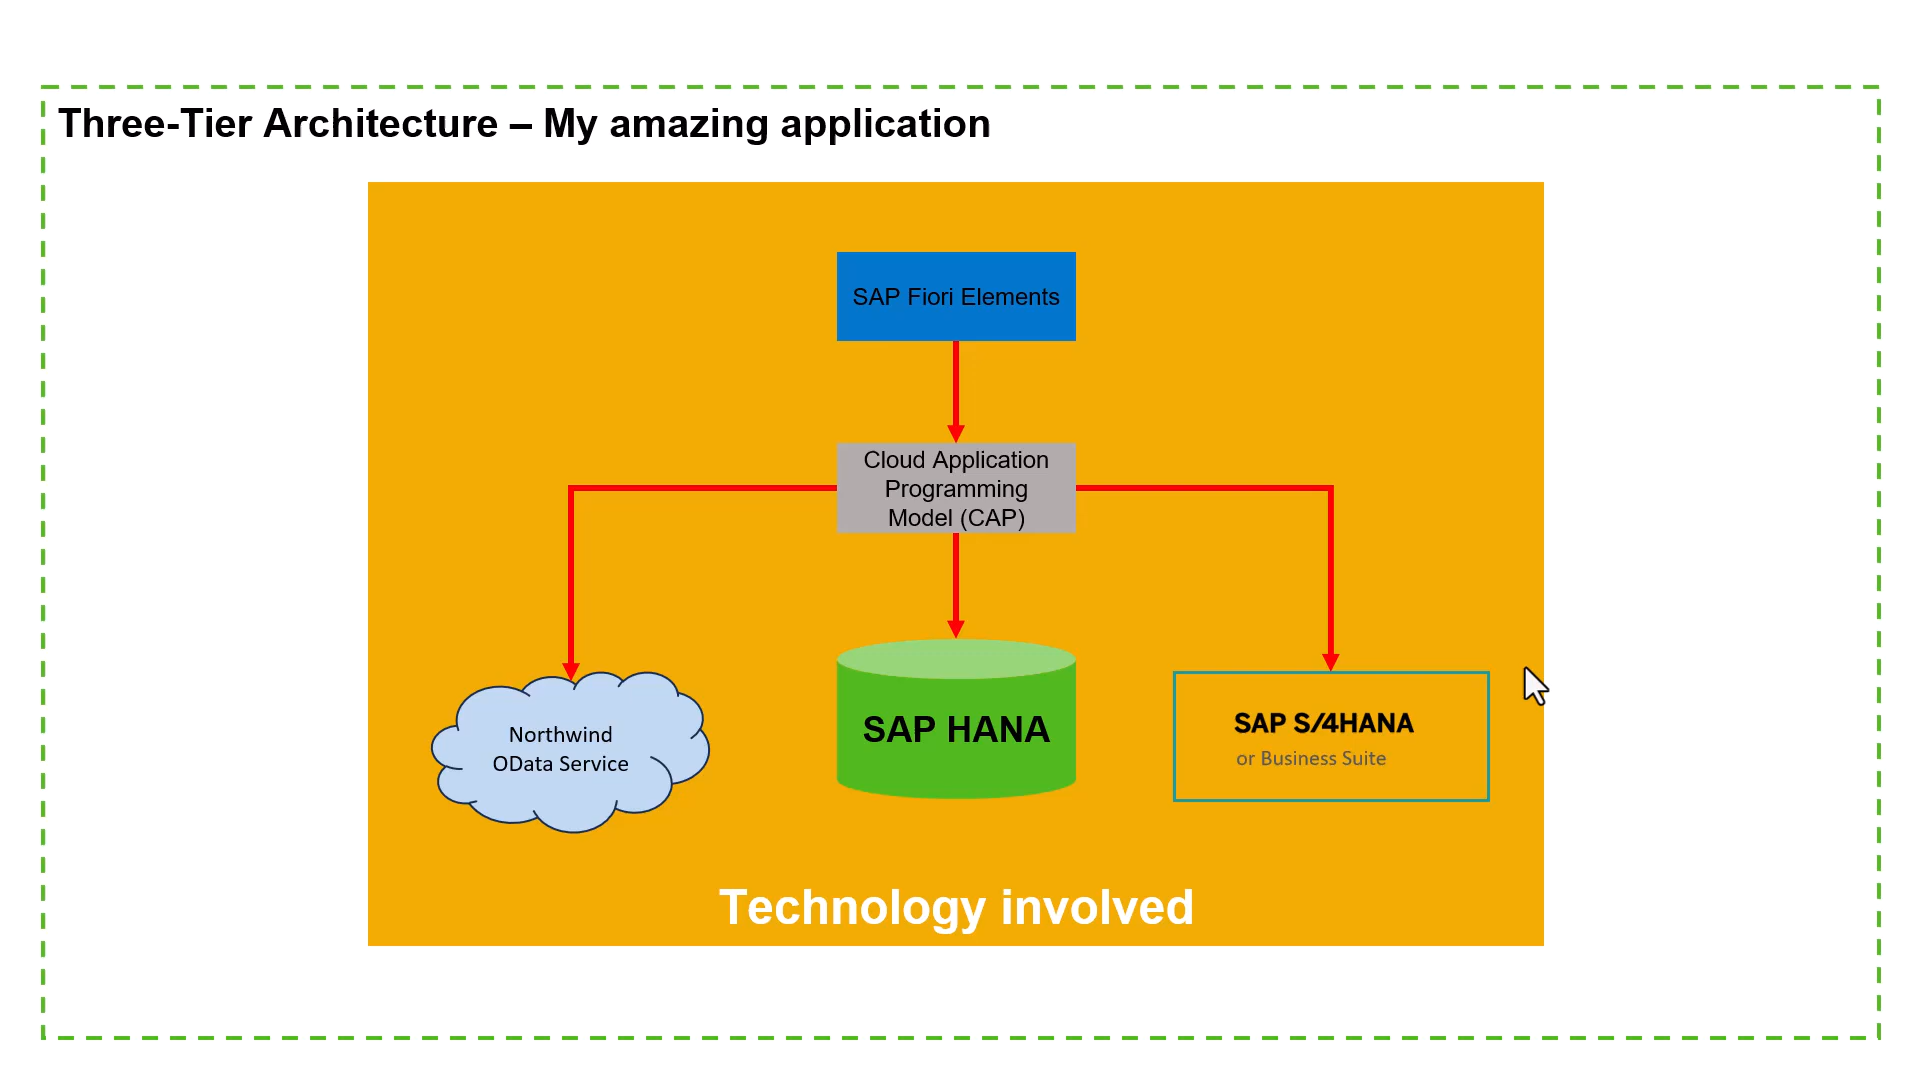 Three-Tier Architecture – My amazing application
SAP Fiori Elements
Cloud Application
Programming
Model (CAP)
Northwind
OData Service
SAP HANA
SAP S/4HANA
or Business Suite
Technology involved